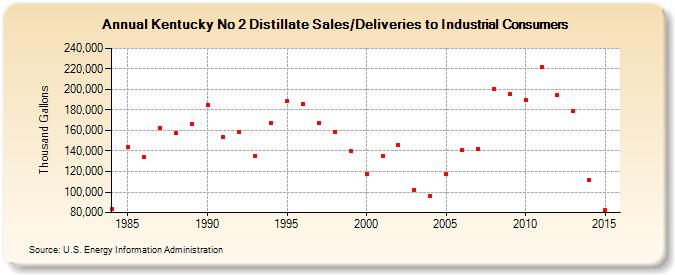 Annual Kentucky No 2 Distillate Sales/Deliveries to Industrial Consumers
Thousand Gallons
240,000
220,000
200,000
180,000
160,000
140,000
120,000
100,000
80,000
1985 1990 1995 2000 2005 2010 2015
Source: U.S. Energy Information Administration